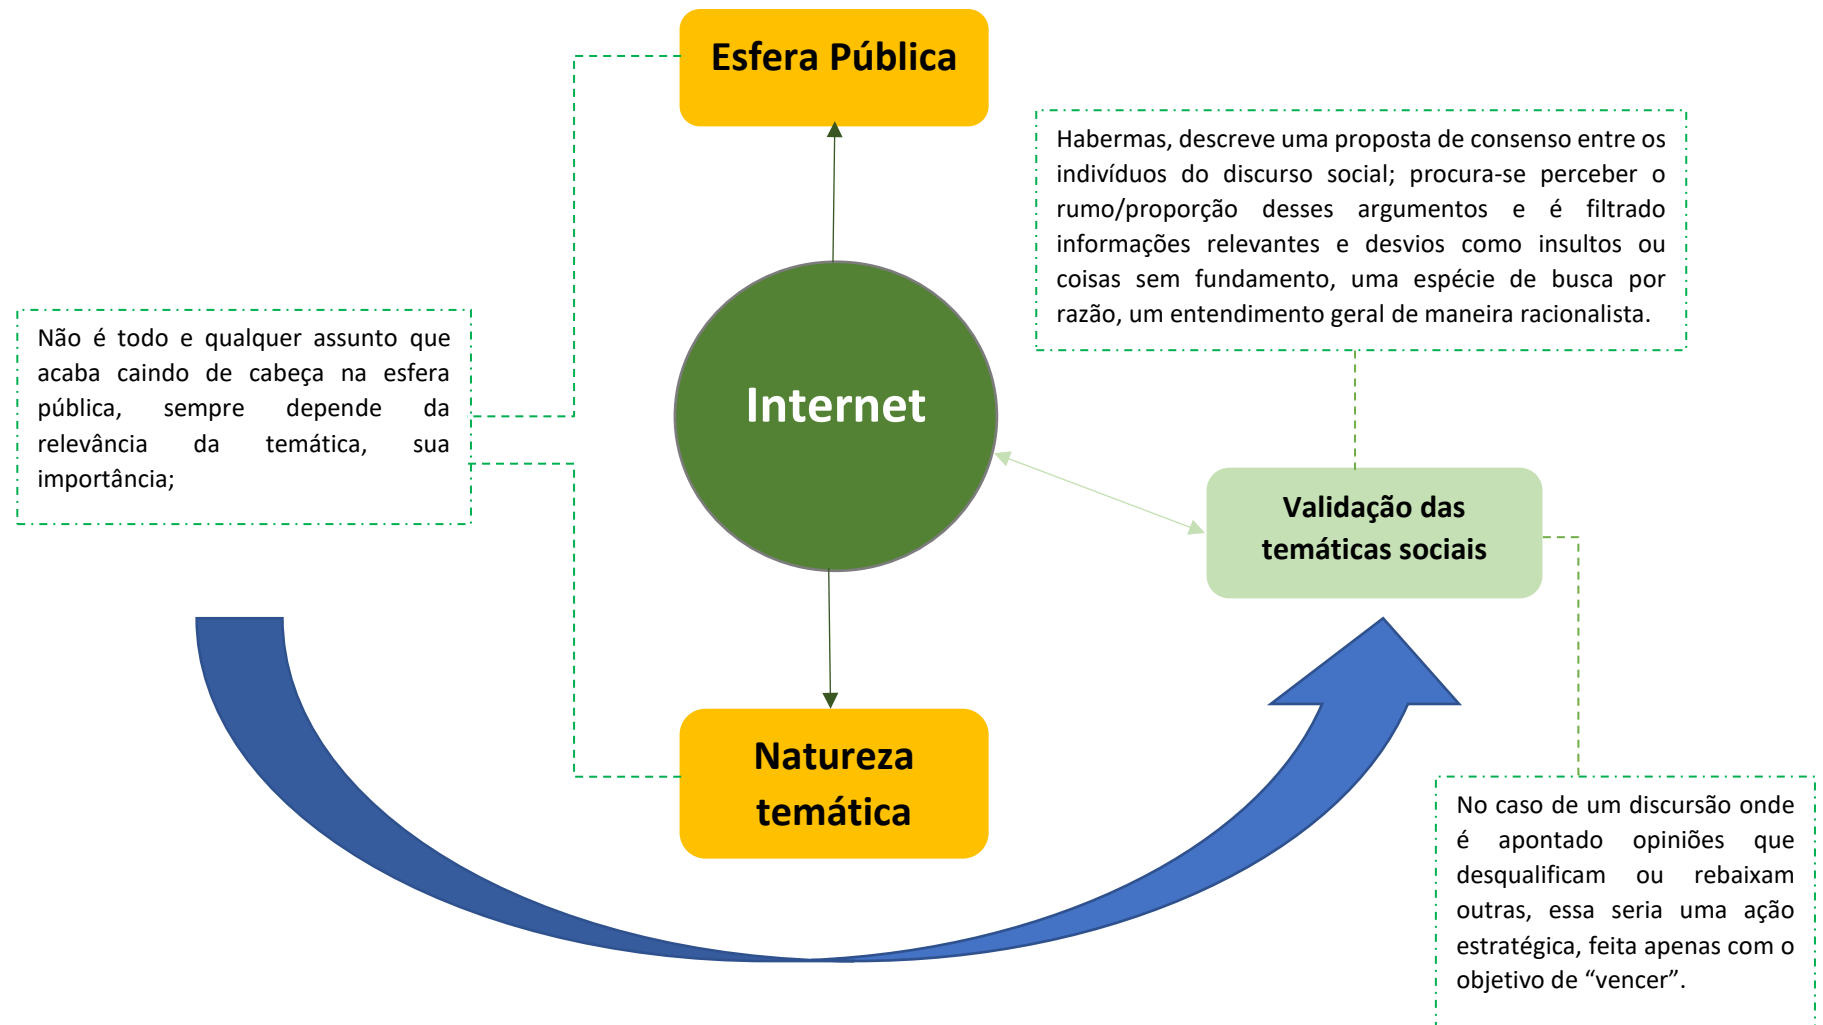 Esfera Pública
Habermas, descreve uma proposta de consenso entre os
indivíduos do discurso social; procura-se perceber o
rumo/proporção desses argumentos e é filtrado
informações relevantes e desvios como insultos ou
coisas sem fundamento, uma espécie de busca por
razão, um entendimento geral de maneira racionalista.
Não é todo e qualquer assunto que
acaba caindo de cabeça na esfera
pública, sempre depende da
relevância da temática, sua
importância;
Internet
Validação das
temáticas sociais
Natureza
temática
No caso de um discursão onde
é apontado opiniões que
desqualificam ou rebaixam
outras, essa seria uma ação
estratégica, feita apenas com o
objetivo de “vencer”.